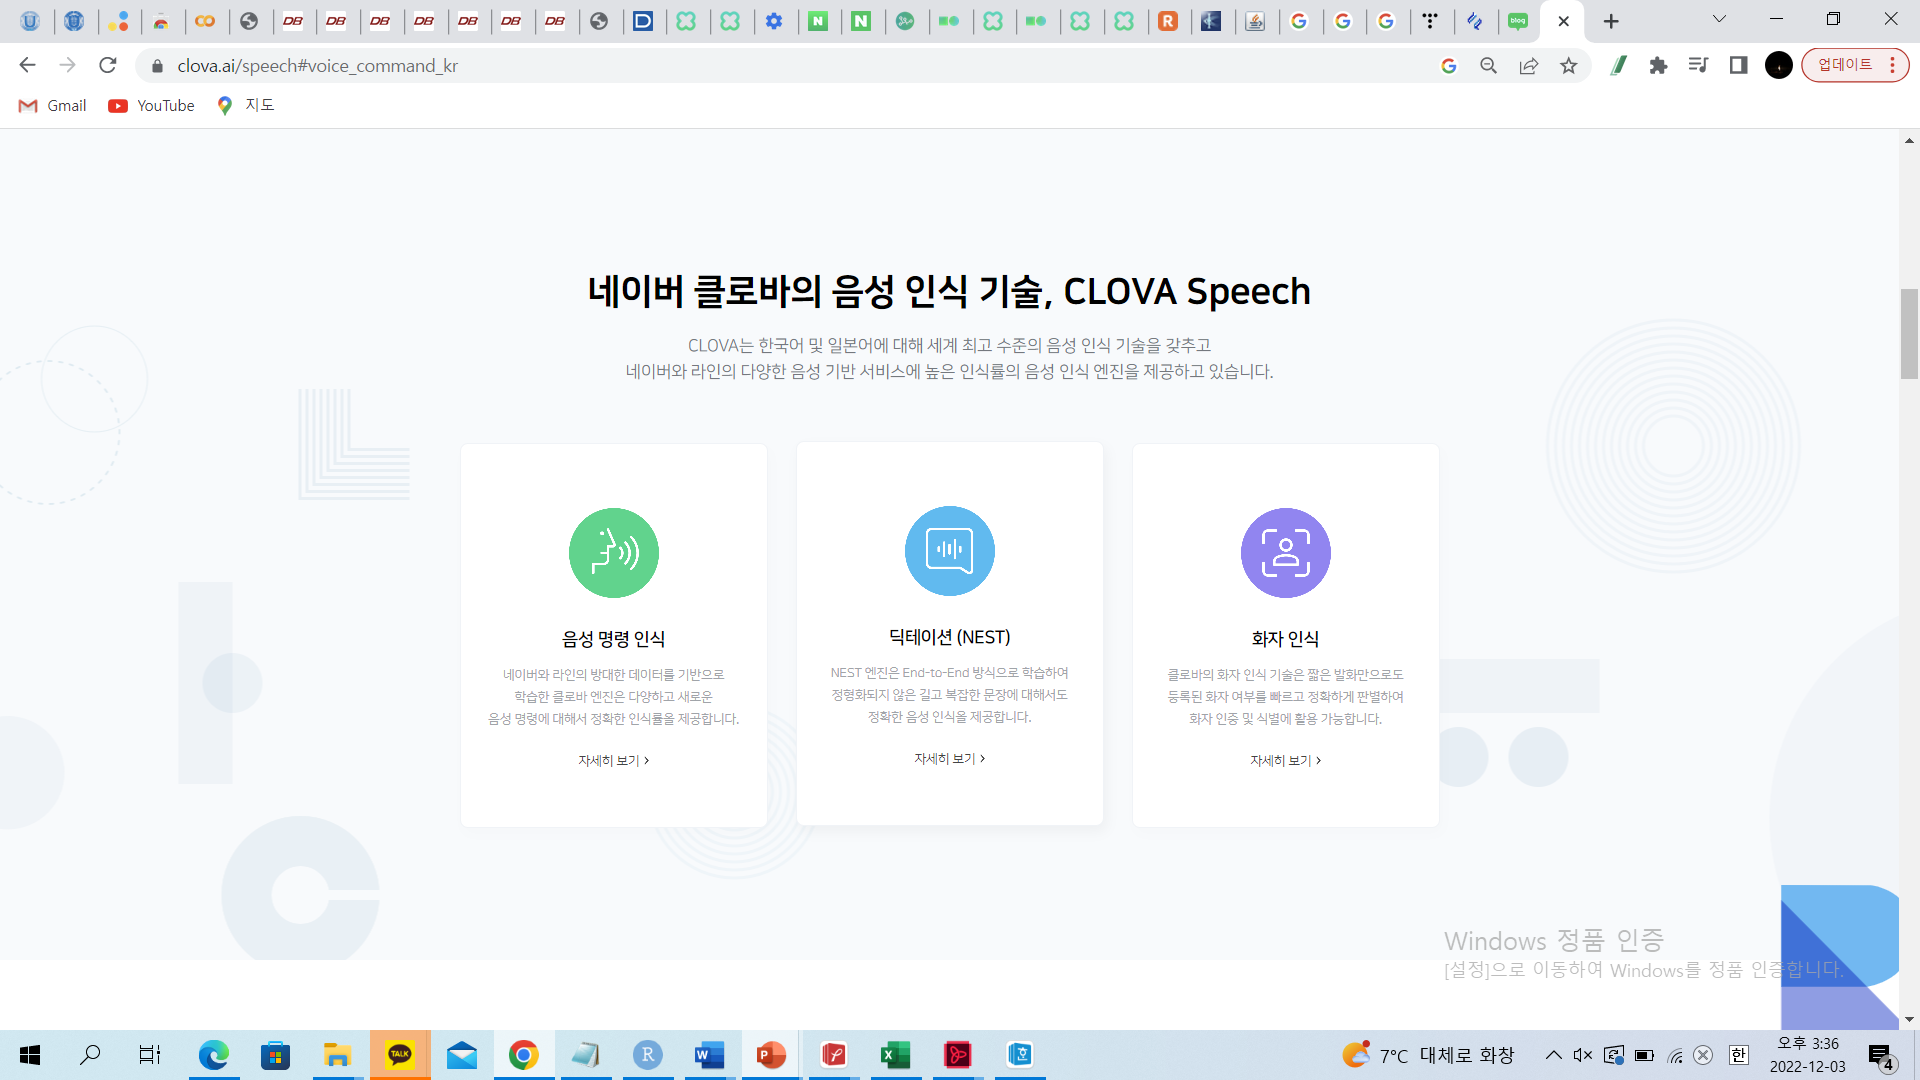 clova.ai/speech#voice_command_kr
업데이트
Gmail
YouTube
지도
네이버 클로바의 음성 인식 기술, CLOVA Speech
CLOVA는 한국어 및 일본어에 대해 세계 최고 수준의 음성 인식 기술을 갖추고
네이버와 라인의 다양한 음성 기반 서비스에 높은 인식률의 음성 인식 엔진을 제공하고 있습니다.
음성 명령 인식
네이버와 라인의 방대한 데이터를 기반으로
학습한 클로바 엔진은 다양하고 새로운
음성 명령에 대해서 정확한 인식률을 제공합니다.
자세히 보기
딕테이션 (NEST)
NEST 엔진은 End-to-End 방식으로 학습하여
정형화되지 않은 길고 복잡한 문장에 대해서도
정확한 음성 인식을 제공합니다.
자세히 보기
화자 인식
클로바의 화자 인식 기술은 짧은 발화만으로도
등록된 화자 여부를 빠르고 정확하게 판별하여
화자 인증 및 식별에 활용 가능합니다.
자세히 보기
Windows 정품 인증
[설정]으로 이동하여 Windows를 정품 인증합니다.
7°C 대체로 화창
한
오후 3:36
2022-12-03
4